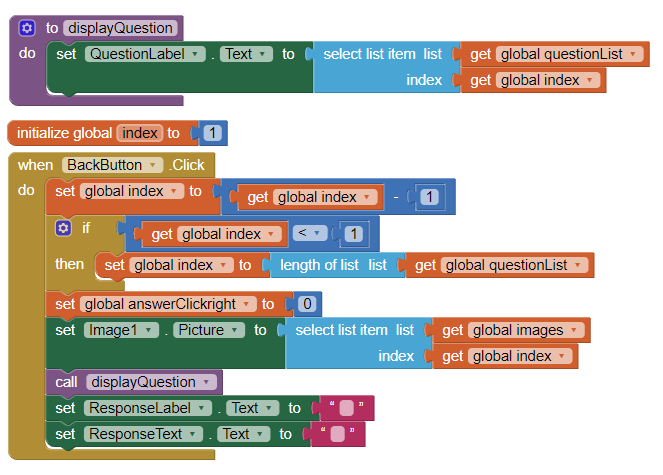 to displayQuestion
do set QuestionLabel . Text to select list item list get global questionList
index get global index
initialize global index to 1
when BackButton .Click
do set global index to get global index - 1
if get global index < 1
then set global index to length of list list get global questionList
set global answerClickright to 0
set Image1 . Picture to select list item list get global images
index get global index
call displayQuestion
set ResponseLabel . Text to “ ”
set ResponseText . Text to “ ”